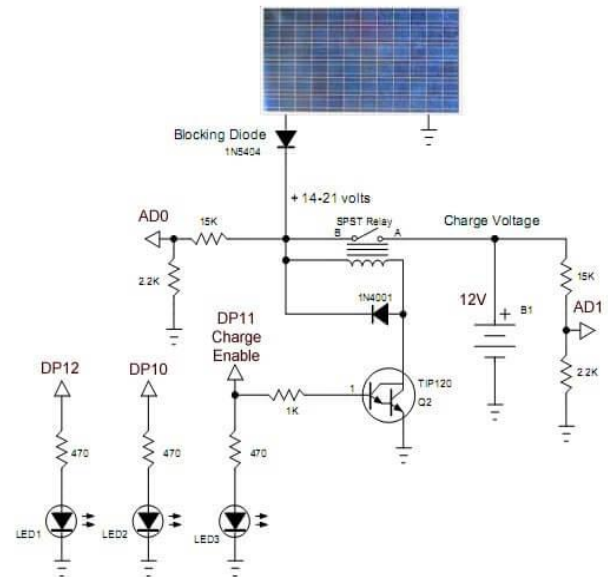 Blocking Diode
1N5404
+ 14-21 volts
SPST Relay
Charge Voltage
AD0
15K
B
A
2.2K
1N4001
12V
+
B1
15K
AD1
2.2K
DP11
Charge
Enable
DP12
DP10
1
TIP120
Q2
1K
470
470
470
LED1
LED2
LED3